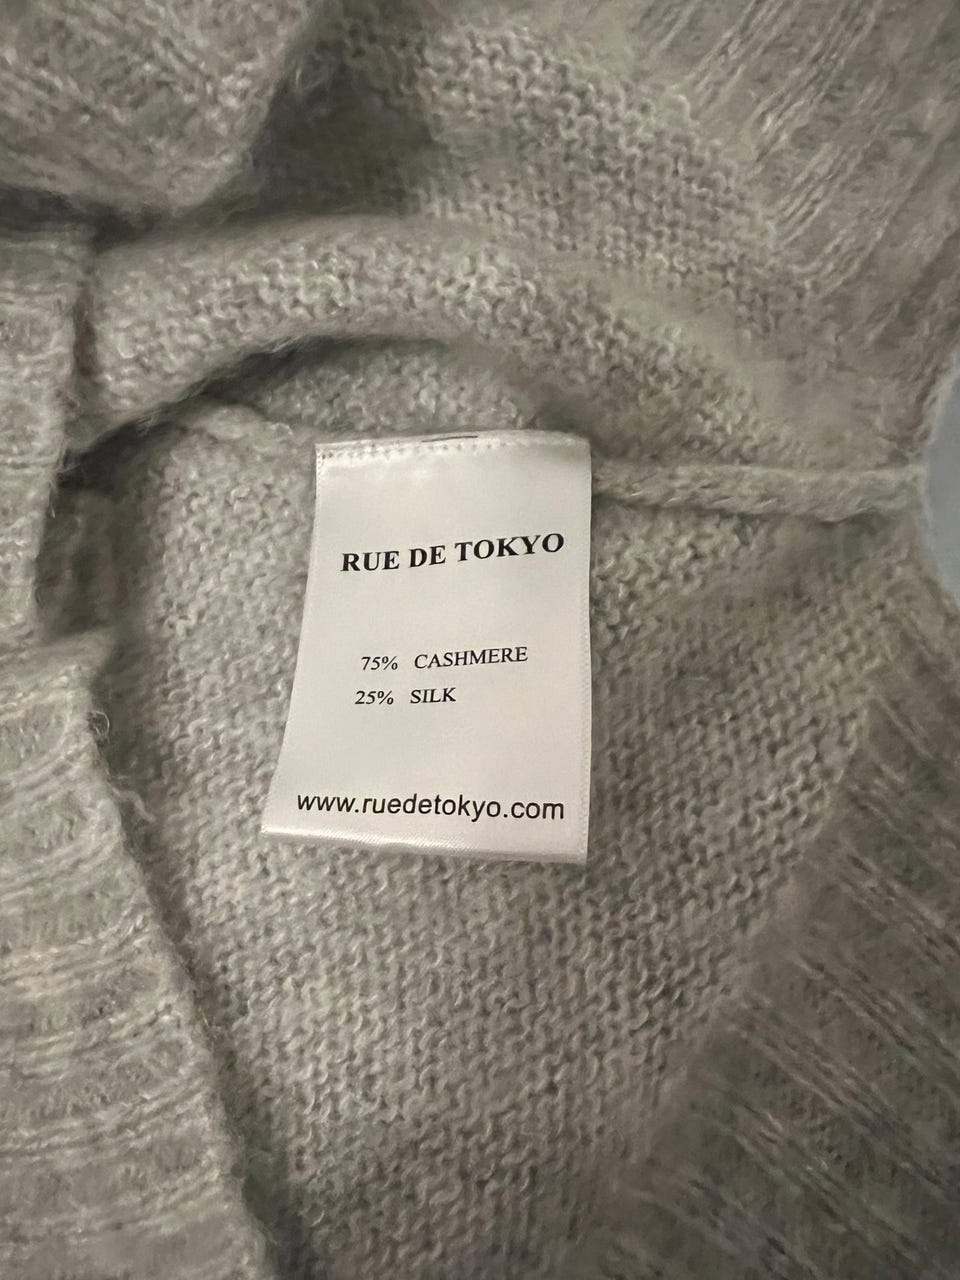 RUE DE TOKYO
75% CASHMERE
25% SILK
www.ruedetokyo.com